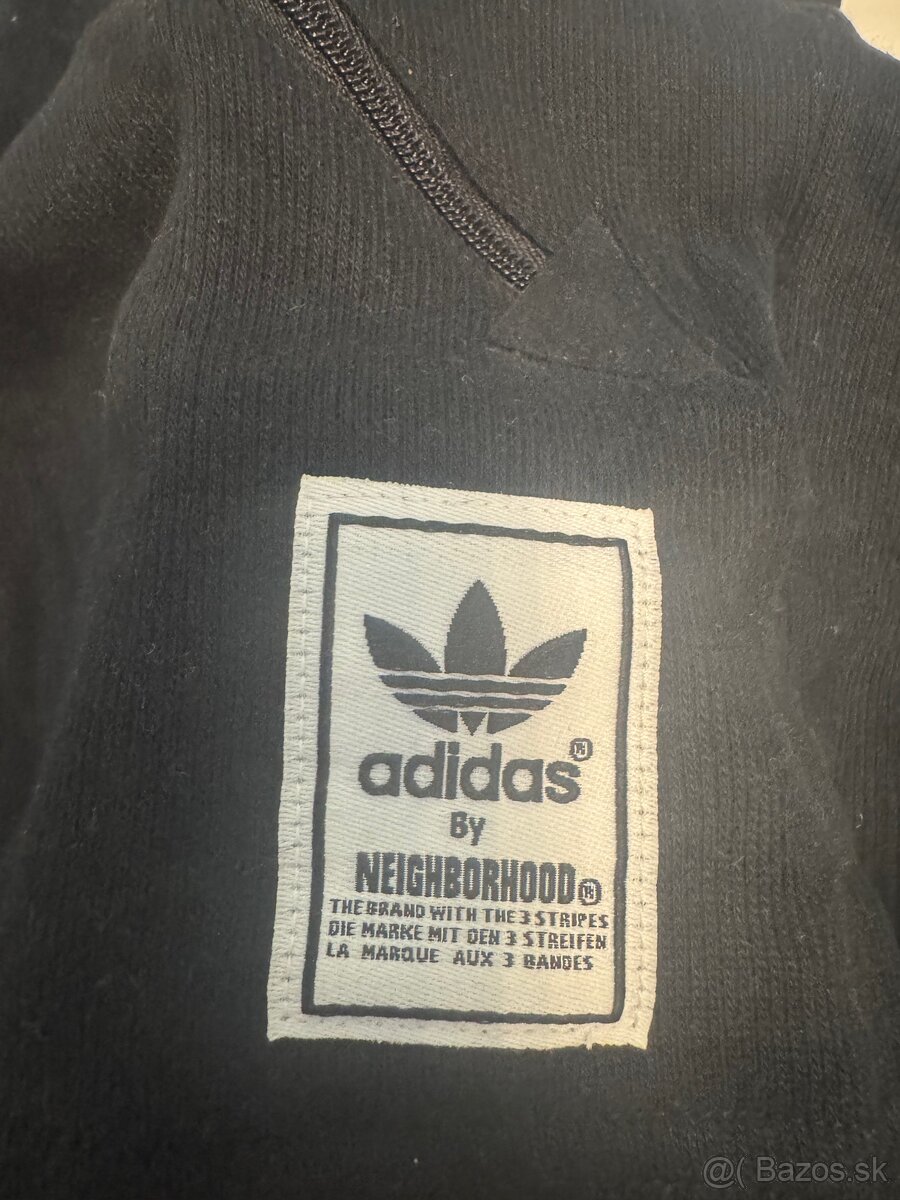 adidas®
By
NEIGHBORHOOD®
THE BRAND WITH THE 3 STRIPES
DIE MARKE MIT DEN 3 STREIFEN
LA MARQUE AUX 3 BANDES
@( Bazos.sk